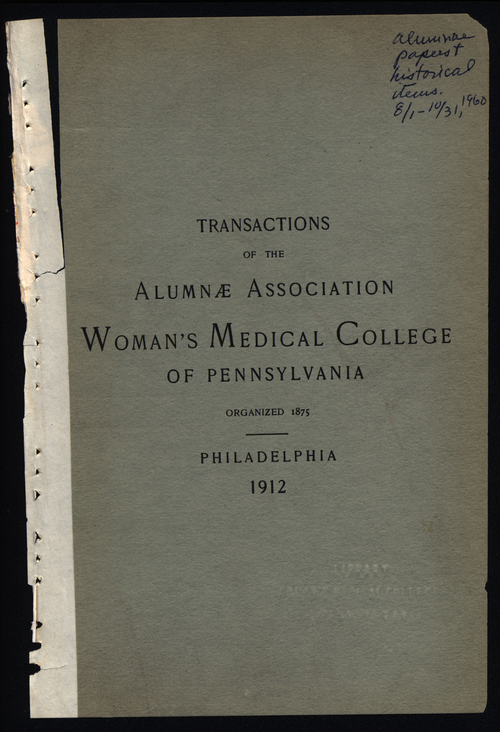 alumnae
papers +
historical
items.
8/1 - 10/31, 1960
TRANSACTIONS
OF THE
ALUMNÆ ASSOCIATION
WOMAN'S MEDICAL COLLEGE
OF PENNSYLVANIA
ORGANIZED 1875
PHILADELPHIA
1912
LIBRARY